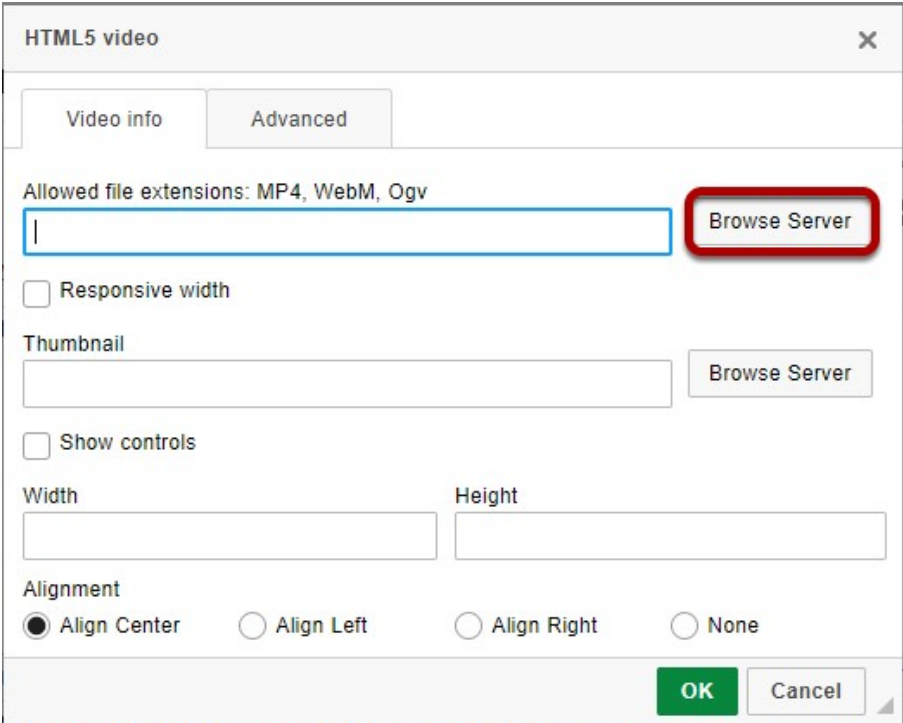 HTML5 video
Video info Advanced
Allowed file extensions: MP4, WebM, Ogv
Browse Server
Responsive width
Thumbnail
Browse Server
Show controls
Width Height
Alignment
Align Center Align Left Align Right None
OK Cancel